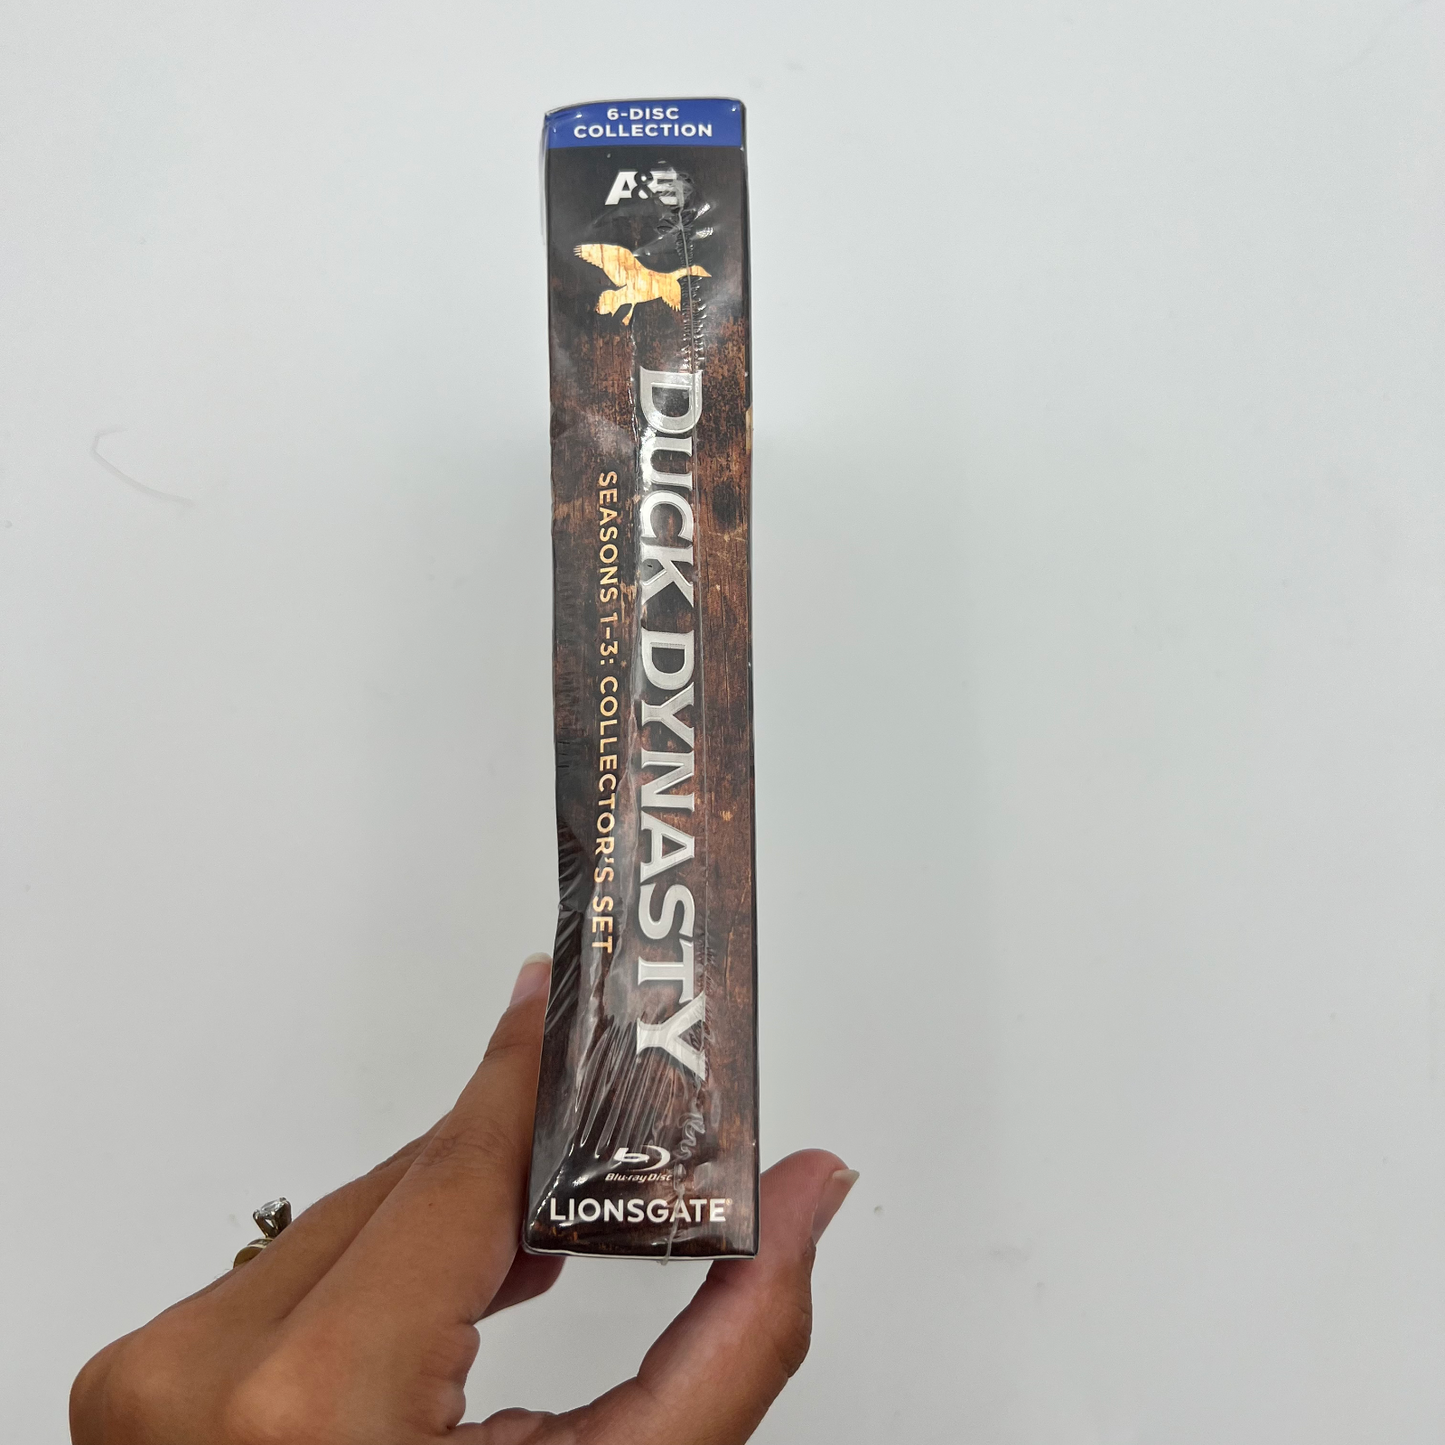 6-DISC
COLLECTION
A&E
DUCK DYNASTY
SEASONS 1-3: COLLECTOR'S SET
Blu-ray Disc
LIONSGATE